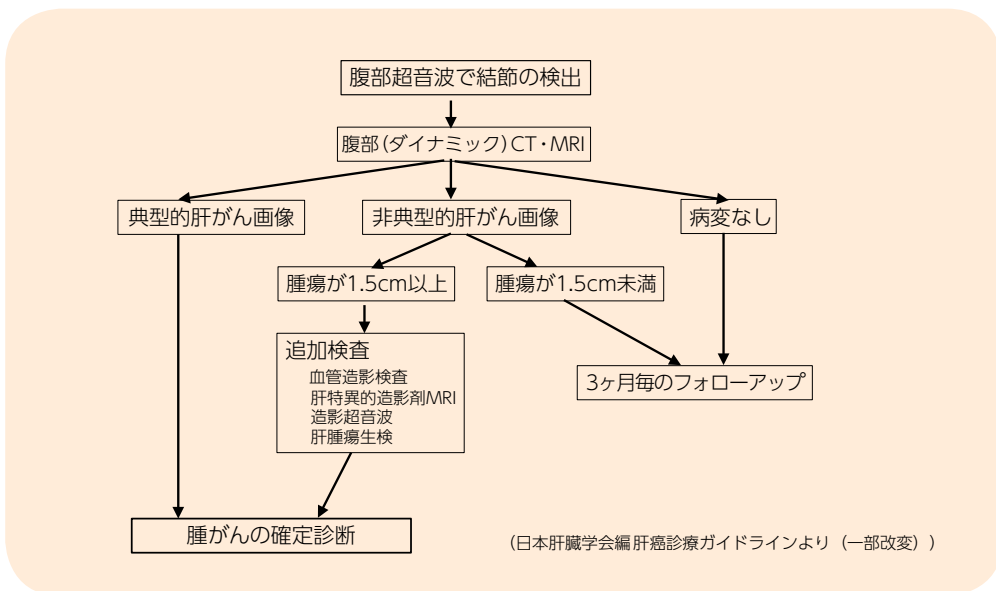 腹部超音波で結節の検出
腹部(ダイナミック)CT・MRI
典型的肝がん画像
非典型的肝がん画像
病変なし
腫瘍が1.5cm以上
腫瘍が1.5cm未満
追加検査
血管造影検査
肝特異的造影剤MRI
造影超音波
肝腫瘍生検
3ヶ月毎のフォローアップ
腫がんの確定診断
(日本肝臓学会編 肝癌診療ガイドラインより(一部改変))